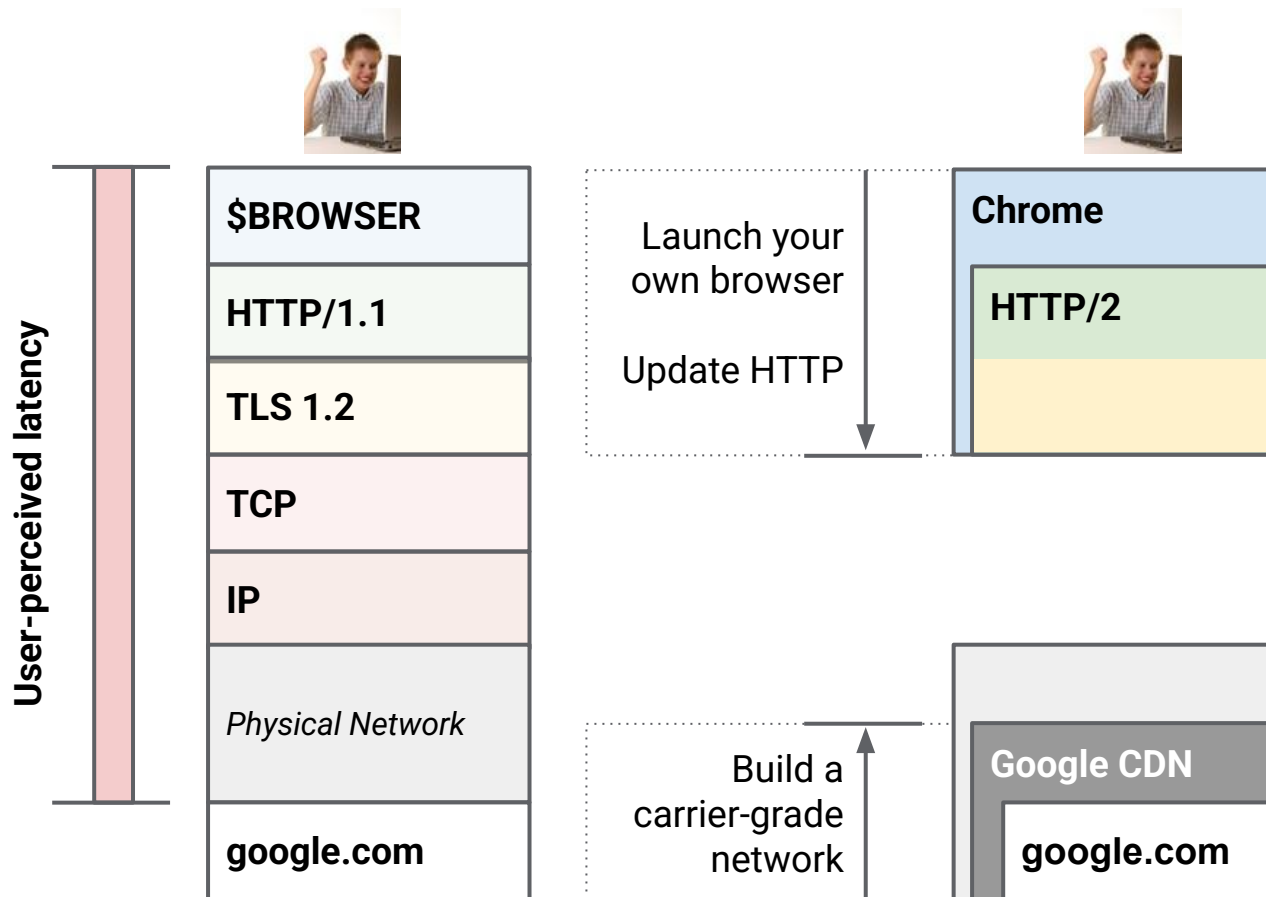 User-perceived latency
$BROWSER
HTTP/1.1
TLS 1.2
TCP
IP
Physical Network
google.com
Launch your
own browser
Update HTTP
Build a
carrier-grade
network
Chrome
HTTP/2
Google CDN
google.com